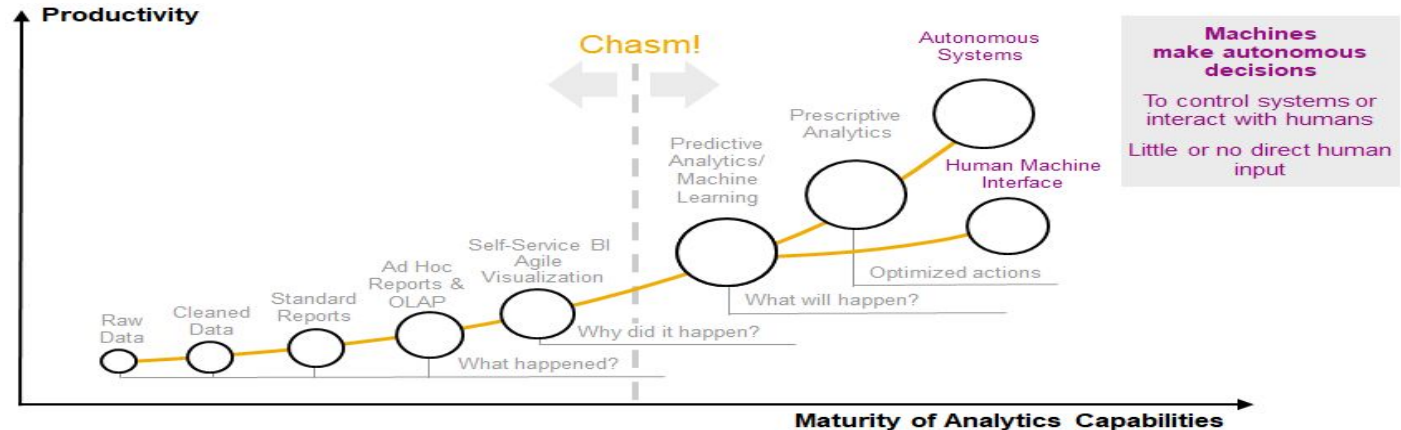 Productivity
Chasm!
Autonomous
Systems
Machines
make autonomous
decisions
To control systems or
interact with humans
Little or no direct human
input
Prescriptive
Analytics
Predictive
Analytics/
Machine
Learning
Human Machine
Interface
Self-Service BI
Agile
Visualization
Ad Hoc
Reports &
OLAP
Standard
Reports
Cleaned
Data
Raw
Data
Optimized actions
What will happen?
Why did it happen?
What happened?
Maturity of Analytics Capabilities